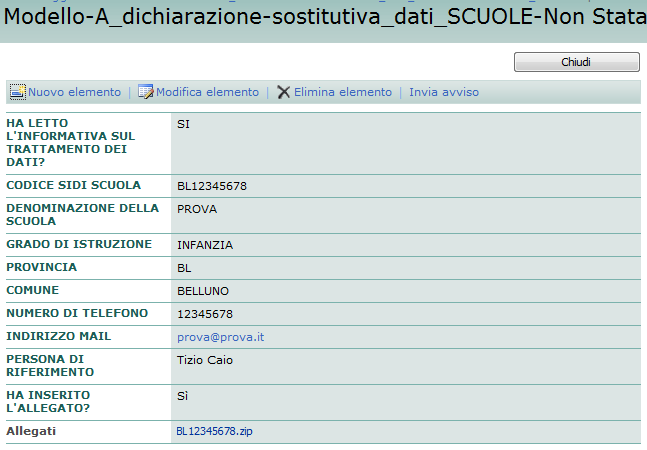 Modello-A_dichiarazione-sostitutiva_dati_SCUOLE-Non Stata
Chiudi
Nuovo elemento | Modifica elemento | Elimina elemento | Invia avviso
HA LETTO L'INFORMATIVA SUL TRATTAMENTO DEI DATI? SI
CODICE SIDI SCUOLA BL12345678
DENOMINAZIONE DELLA SCUOLA PROVA
GRADO DI ISTRUZIONE INFANZIA
PROVINCIA BL
COMUNE BELLUNO
NUMERO DI TELEFONO 12345678
INDIRIZZO MAIL prova@prova.it
PERSONA DI RIFERIMENTO Tizio Caio
HA INSERITO L'ALLEGATO? Sì
Allegati BL12345678.zip